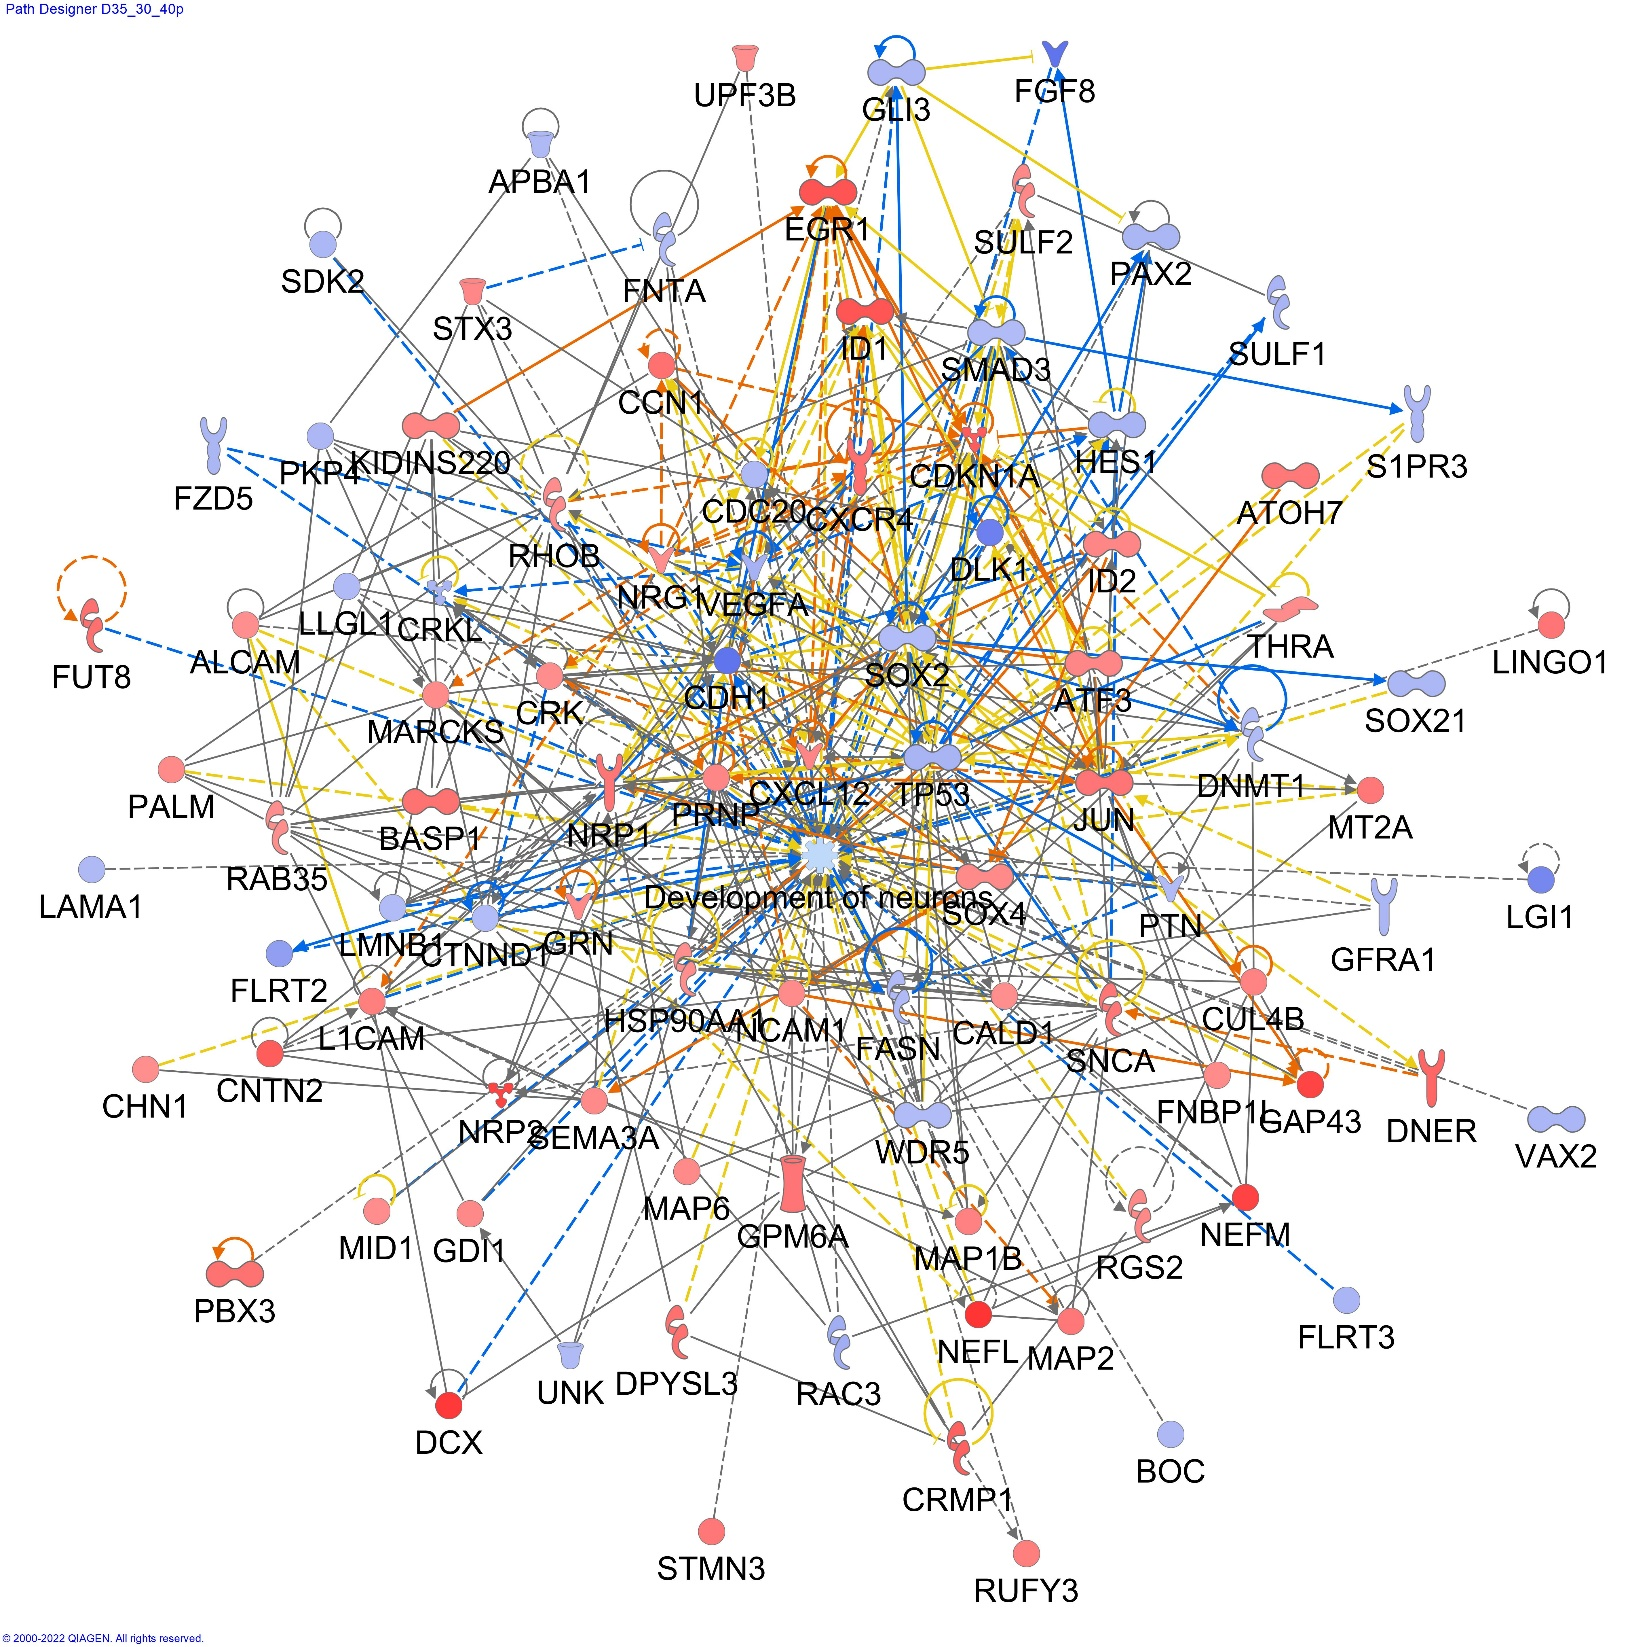 Path Designer D35_30_40p
UPF3B
GLI3
FGF8
APBA1
EGR1
SULF2
PAX2
SDK2
FNTA
STX3
ID1
SMAD3
SULF1
CCN1
PKP4
KIDINS220
FZD5
CDC20
CXCR4
CDKN1A
HES1
S1PR3
ATOH7
RHOB
DLK1
ID2
NRG1
VEGFA
LLGL1
CRKL
ALCAM
FUT8
THRA
LINGO1
CDH1
SOX2
ATF3
SOX21
MARCKS
CRK
PALM
BASP1
NRP1
PRNP
CXCL12
TP53
JUN
DNMT1
MT2A
RAB35
LAMA1
Development of neurons
SOX4
PTN
LGI1
LMNB1
CTNND1
GRN
GFRA1
FLRT2
L1CAM
HSP90AA1
NCAM1
FASN
CALD1
SNCA
CUL4B
CHN1
CNTN2
NRP2
SEMA3A
WDR5
FNBP1L
GAP43
DNER
VAX2
MAP6
GPM6A
MID1
GDI1
MAP1B
RGS2
NEFM
PBX3
FLRT3
UNK
DPYSL3
RAC3
NEFL
MAP2
DCX
CRMP1
BOC
STMN3
RUFY3
© 2000-2022 QIAGEN. All rights reserved.